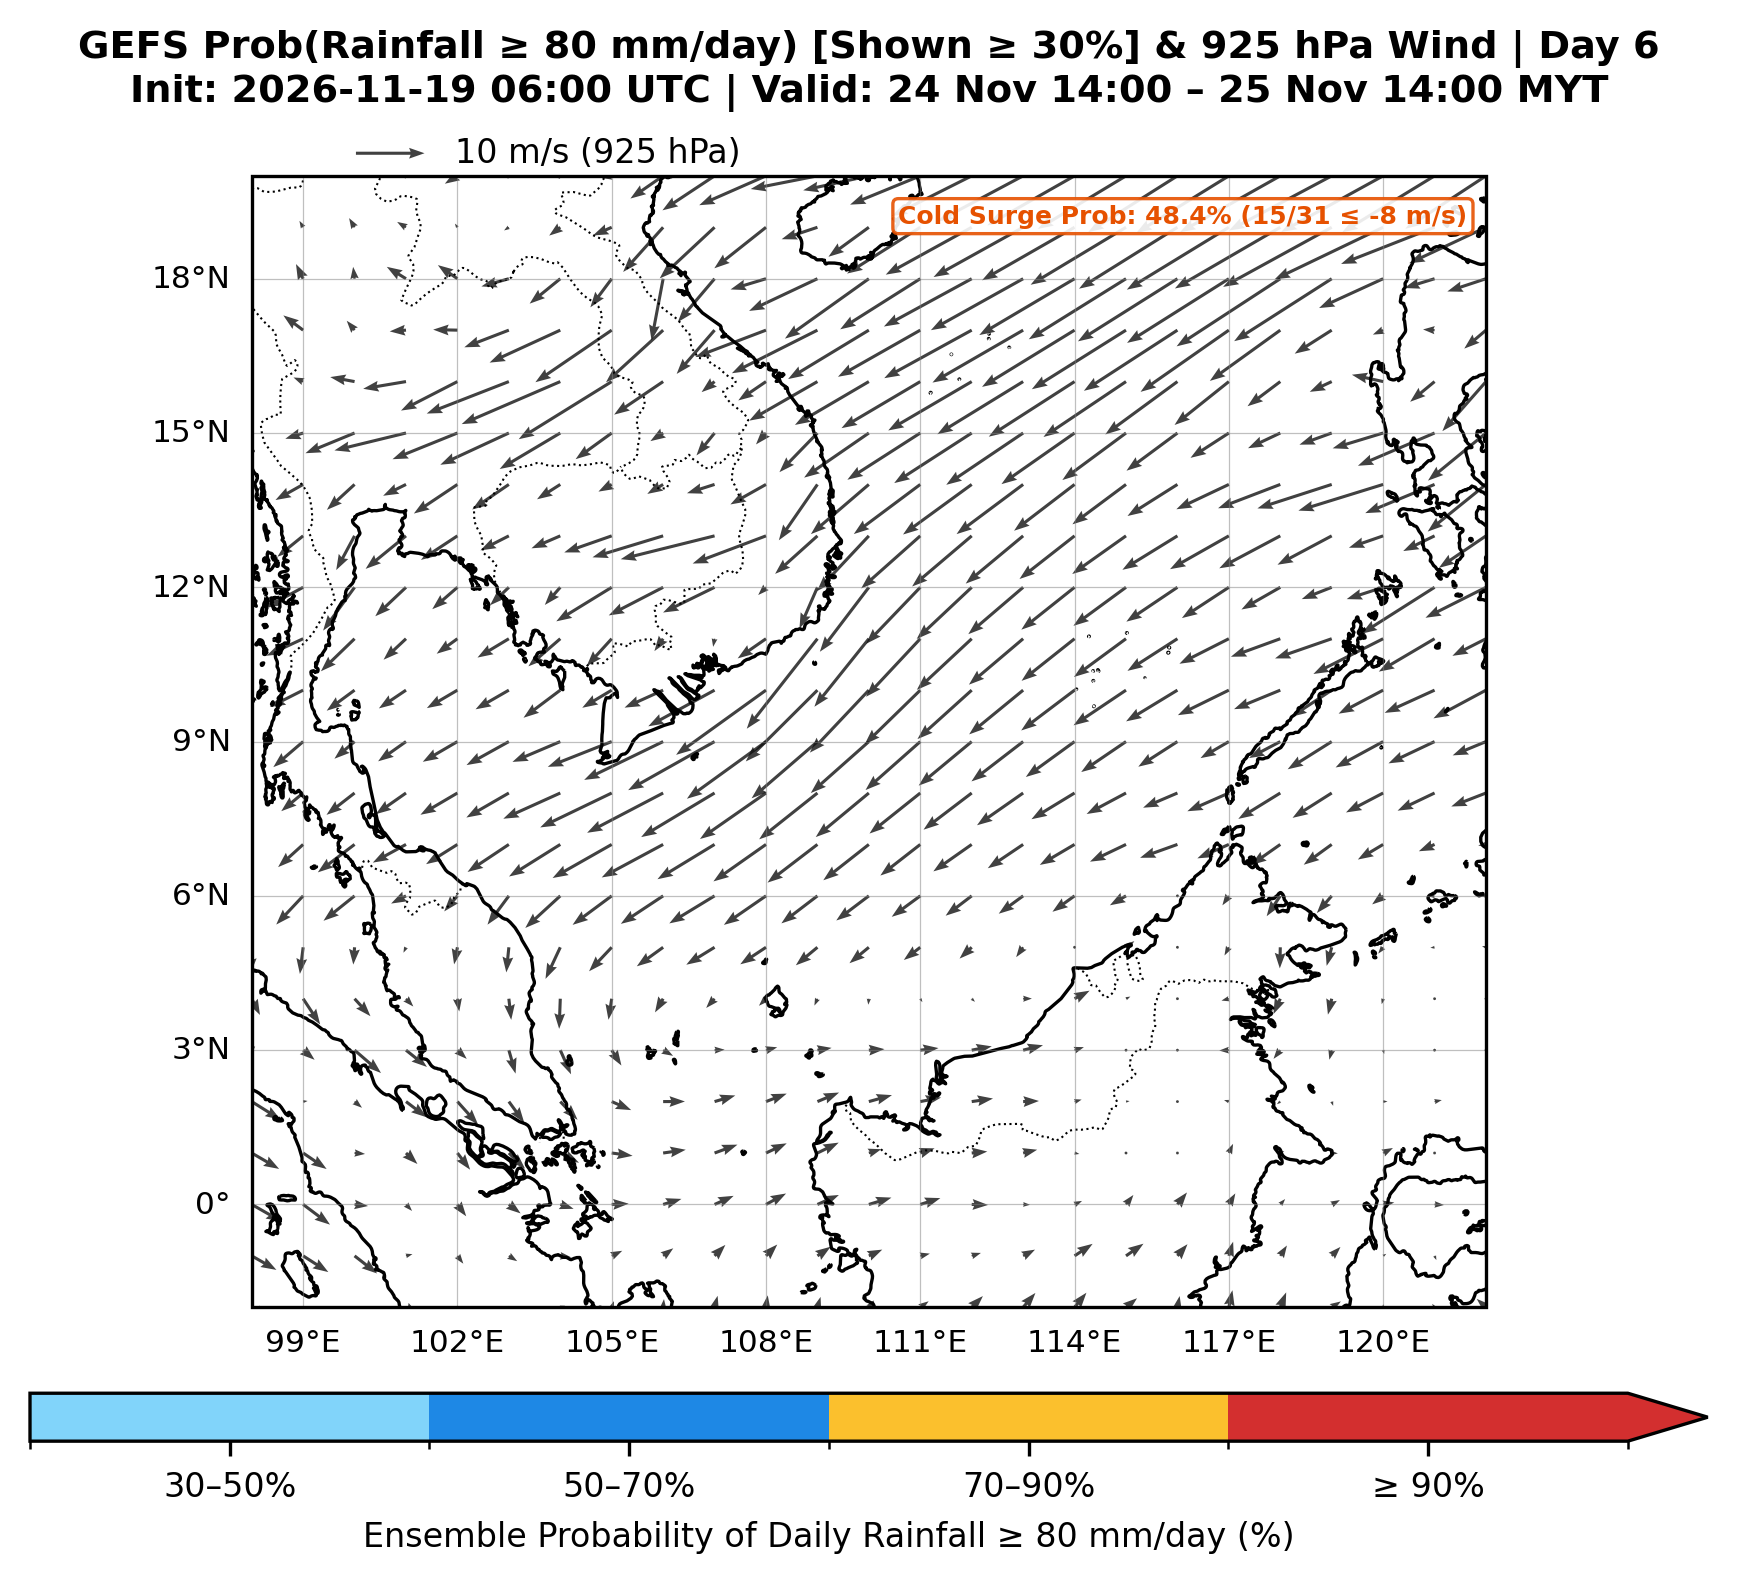 GEFS Prob(Rainfall ≥ 80 mm/day) [Shown ≥ 30%] & 925 hPa Wind | Day 6
Init: 2026-11-19 06:00 UTC | Valid: 24 Nov 14:00 – 25 Nov 14:00 MYT
10 m/s (925 hPa)
Cold Surge Prob: 48.4% (15/31 ≤ -8 m/s)
18°N
15°N
12°N
9°N
6°N
3°N
0°
99°E 102°E 105°E 108°E 111°E 114°E 117°E 120°E
30–50% 50–70% 70–90% ≥ 90%
Ensemble Probability of Daily Rainfall ≥ 80 mm/day (%)